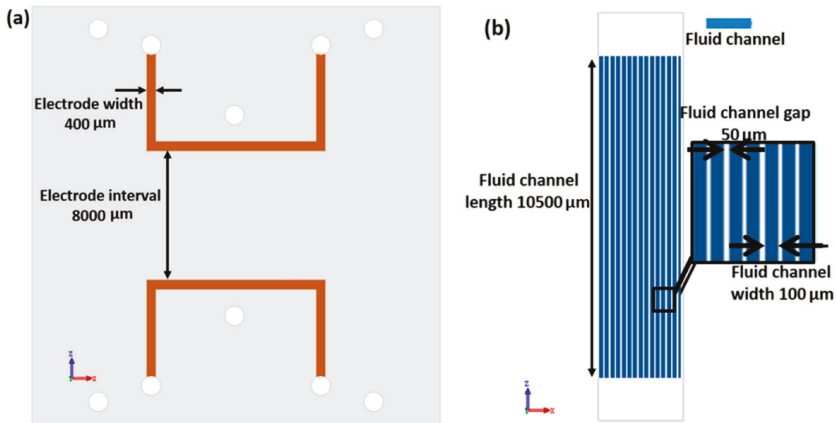 (a)
Electrode width
400 μm
Electrode interval
8000 μm
Z
Y
X
(b)
Fluid channel
Fluid channel gap
50 μm
Fluid channel
length 10500 μm
Fluid channel
width 100 μm
Z
Y
X